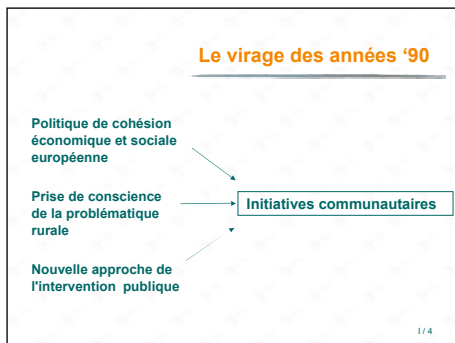 Le virage des années ‘90
Politique de cohésion
économique et sociale
européenne
Prise de conscience
de la problématique
rurale
Initiatives communautaires
Nouvelle approche de
l'intervention publique
I / 4